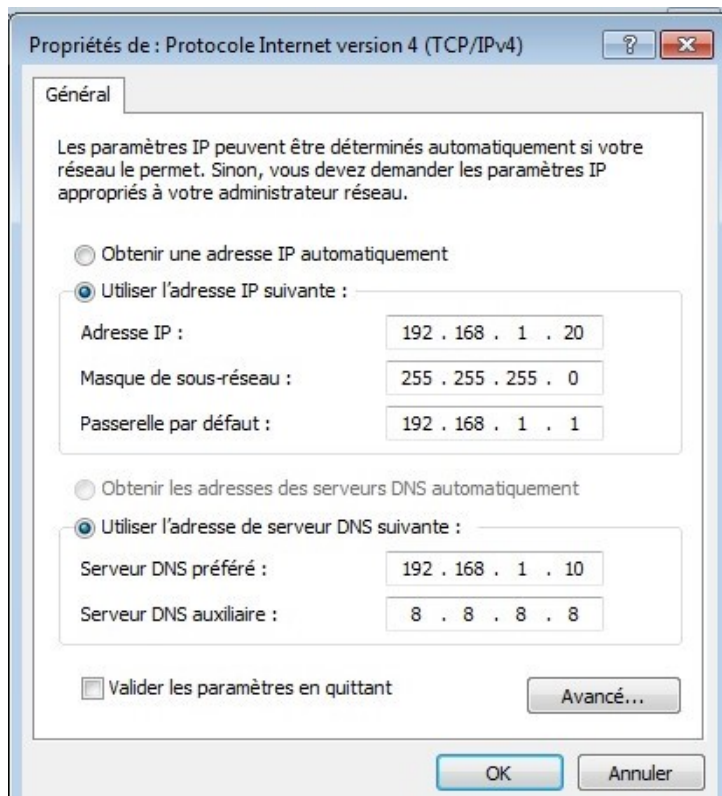 Propriétés de : Protocole Internet version 4 (TCP/IPv4)
Général
Les paramètres IP peuvent être déterminés automatiquement si votre
réseau le permet. Sinon, vous devez demander les paramètres IP
appropriés à votre administrateur réseau.
Obtenir une adresse IP automatiquement
Utiliser l'adresse IP suivante :
Adresse IP : 192 . 168 . 1 . 20
Masque de sous-réseau : 255 . 255 . 255 . 0
Passerelle par défaut : 192 . 168 . 1 . 1
Obtenir les adresses des serveurs DNS automatiquement
Utiliser l'adresse de serveur DNS suivante :
Serveur DNS préféré : 192 . 168 . 1 . 10
Serveur DNS auxiliaire : 8 . 8 . 8 . 8
Valider les paramètres en quittant
Avancé...
OK Annuler